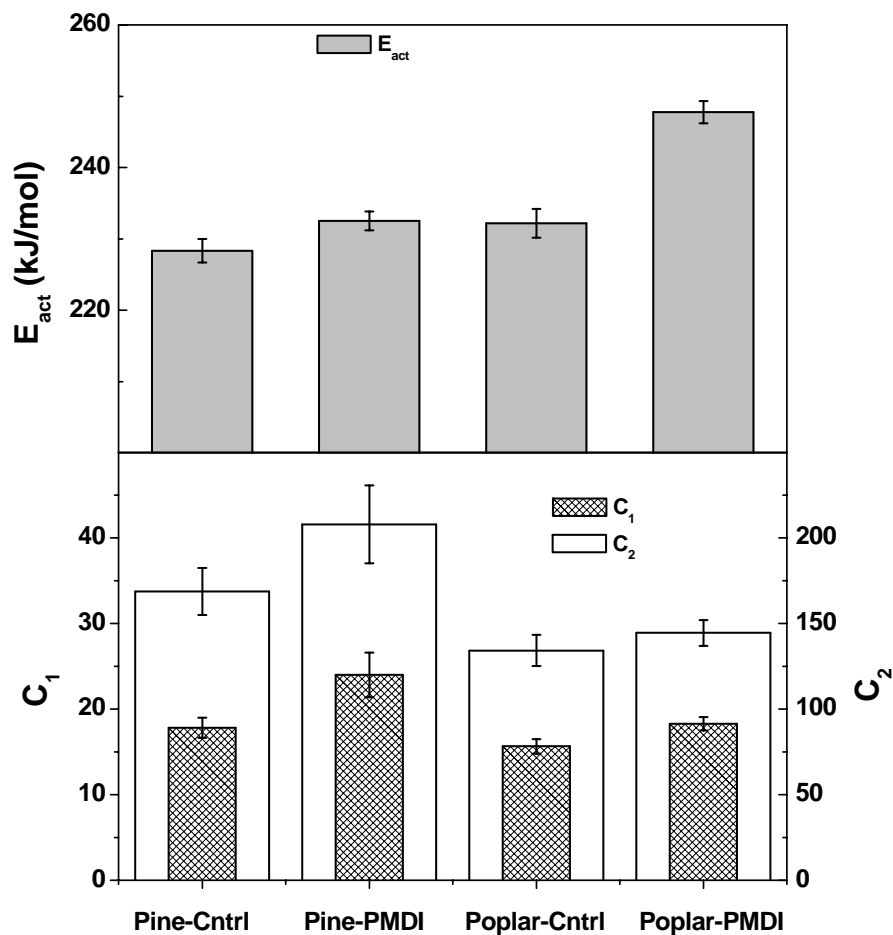 260
E_act
240
E_act (kJ/mol)
220
C_1
C_2
40
200
30
150
C_1
C_2
20
100
10
50
0
0
Pine-Cntrl Pine-PMDI Poplar-Cntrl Poplar-PMDI